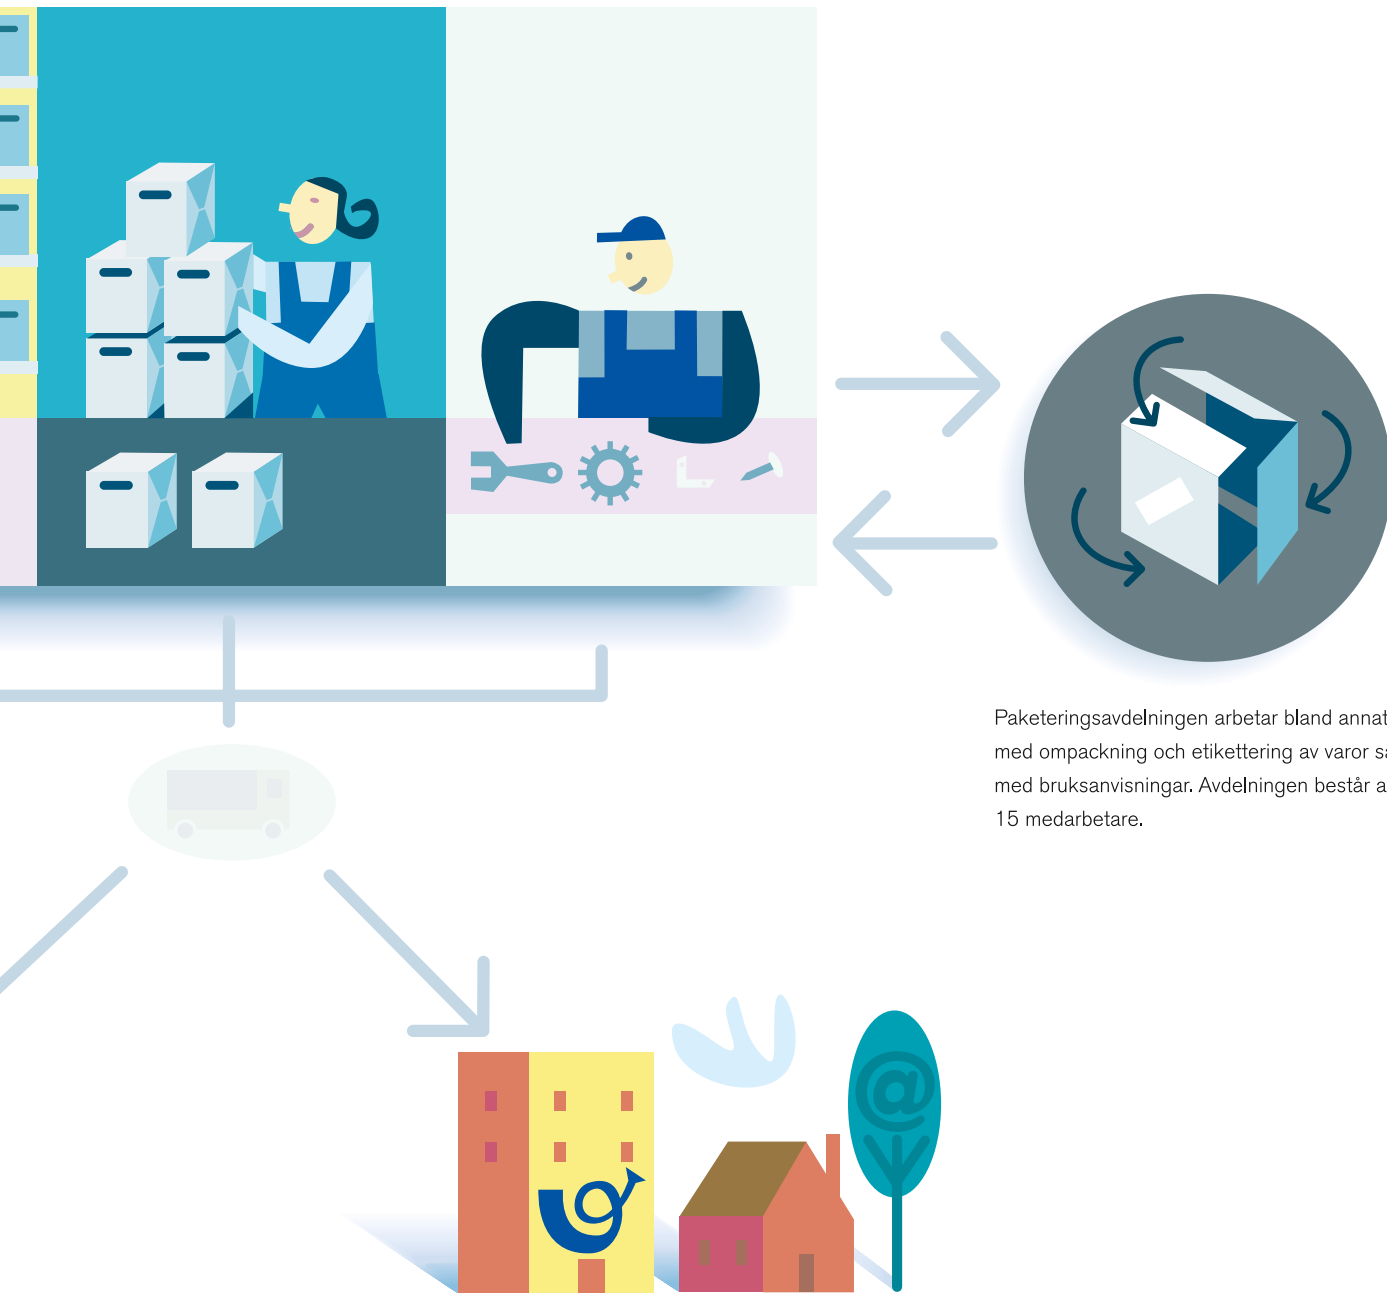 Paketeringsavdelningen arbetar bland annat
med ompackning och etikettering av varor
med bruksanvisningar. Avdelningen består
15 medarbetare.
@